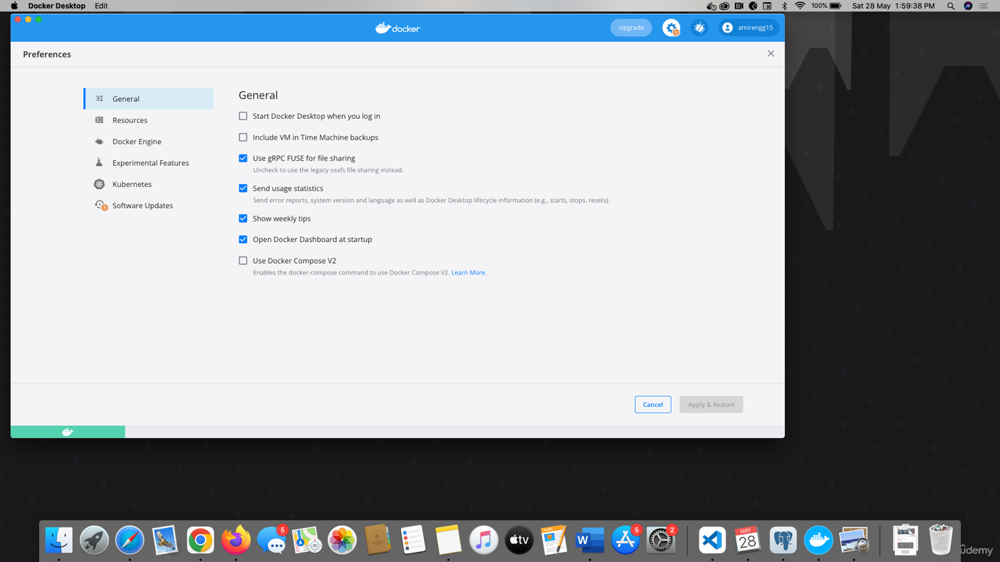 Docker Desktop Edit
100% Sat 28 May 1:59:38 PM
docker
Upgrade
amirengg15
Preferences
General
Resources
Docker Engine
Experimental Features
Kubernetes
Software Updates
General
Start Docker Desktop when you log in
Include VM in Time Machine backups
Use gRPC FUSE for file sharing
Uncheck to use the legacy osxfs file sharing instead.
Send usage statistics
Send error reports, system version and language as well as Docker Desktop lifecycle information (e.g., starts, stops, resets).
Show weekly tips
Open Docker Dashboard at startup
Use Docker Compose V2
Enables the docker-compose command to use Docker Compose V2. Learn More.
Cancel
Apply & Restart
5
3D
tv
PAGES
W
5
2
MAY
28
PDF
ûdemy